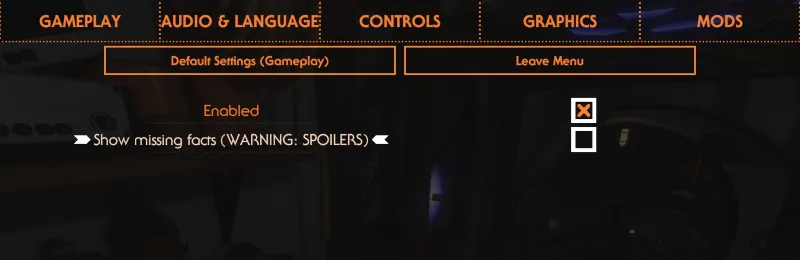 GAMEPLAY AUDIO & LANGUAGE CONTROLS GRAPHICS MODS
Default Settings (Gameplay) Leave Menu
Enabled
Show missing facts (WARNING: SPOILERS)